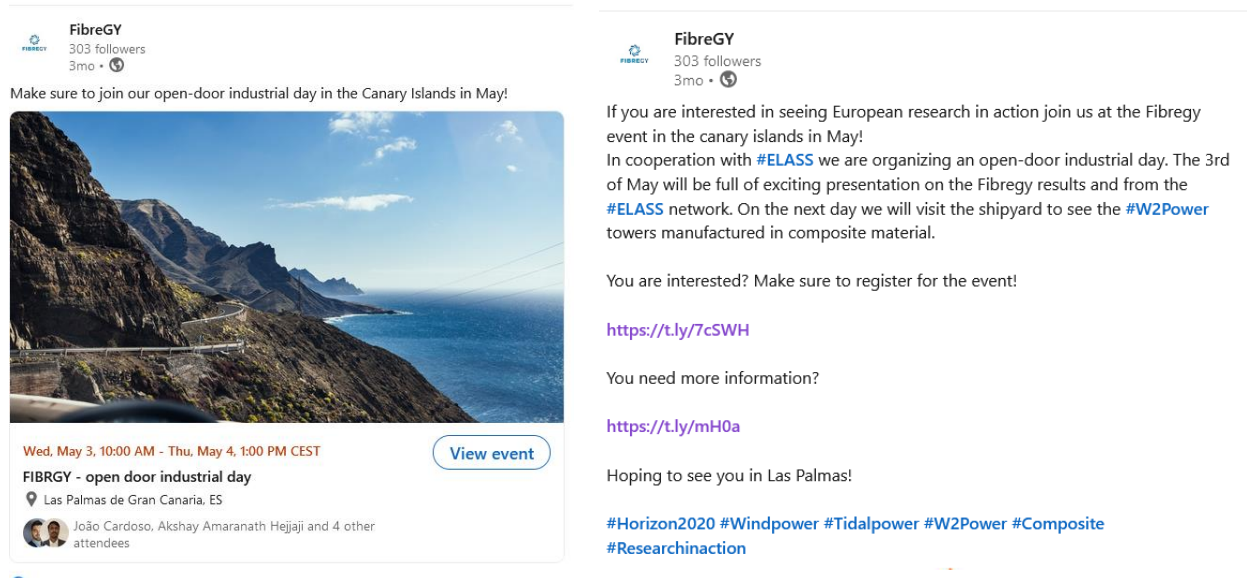 FIBREGY
FibreGY
303 followers
3mo •
Make sure to join our open-door industrial day in the Canary Islands in May!
Wed, May 3, 10:00 AM - Thu, May 4, 1:00 PM CEST
View event
FIBRGY - open door industrial day
Las Palmas de Gran Canaria, ES
João Cardoso, Akshay Amaranath Hejjaji and 4 other
attendees
FIBREGY
FibreGY
303 followers
3mo •
If you are interested in seeing European research in action join us at the Fibregy
event in the canary islands in May!
In cooperation with #ELASS we are organizing an open-door industrial day. The 3rd
of May will be full of exciting presentation on the Fibregy results and from the
#ELASS network. On the next day we will visit the shipyard to see the #W2Power
towers manufactured in composite material.
You are interested? Make sure to register for the event!
https://t.ly/7cSWH
You need more information?
https://t.ly/mH0a
Hoping to see you in Las Palmas!
#Horizon2020 #Windpower #Tidalpower #W2Power #Composite
#Researchinaction